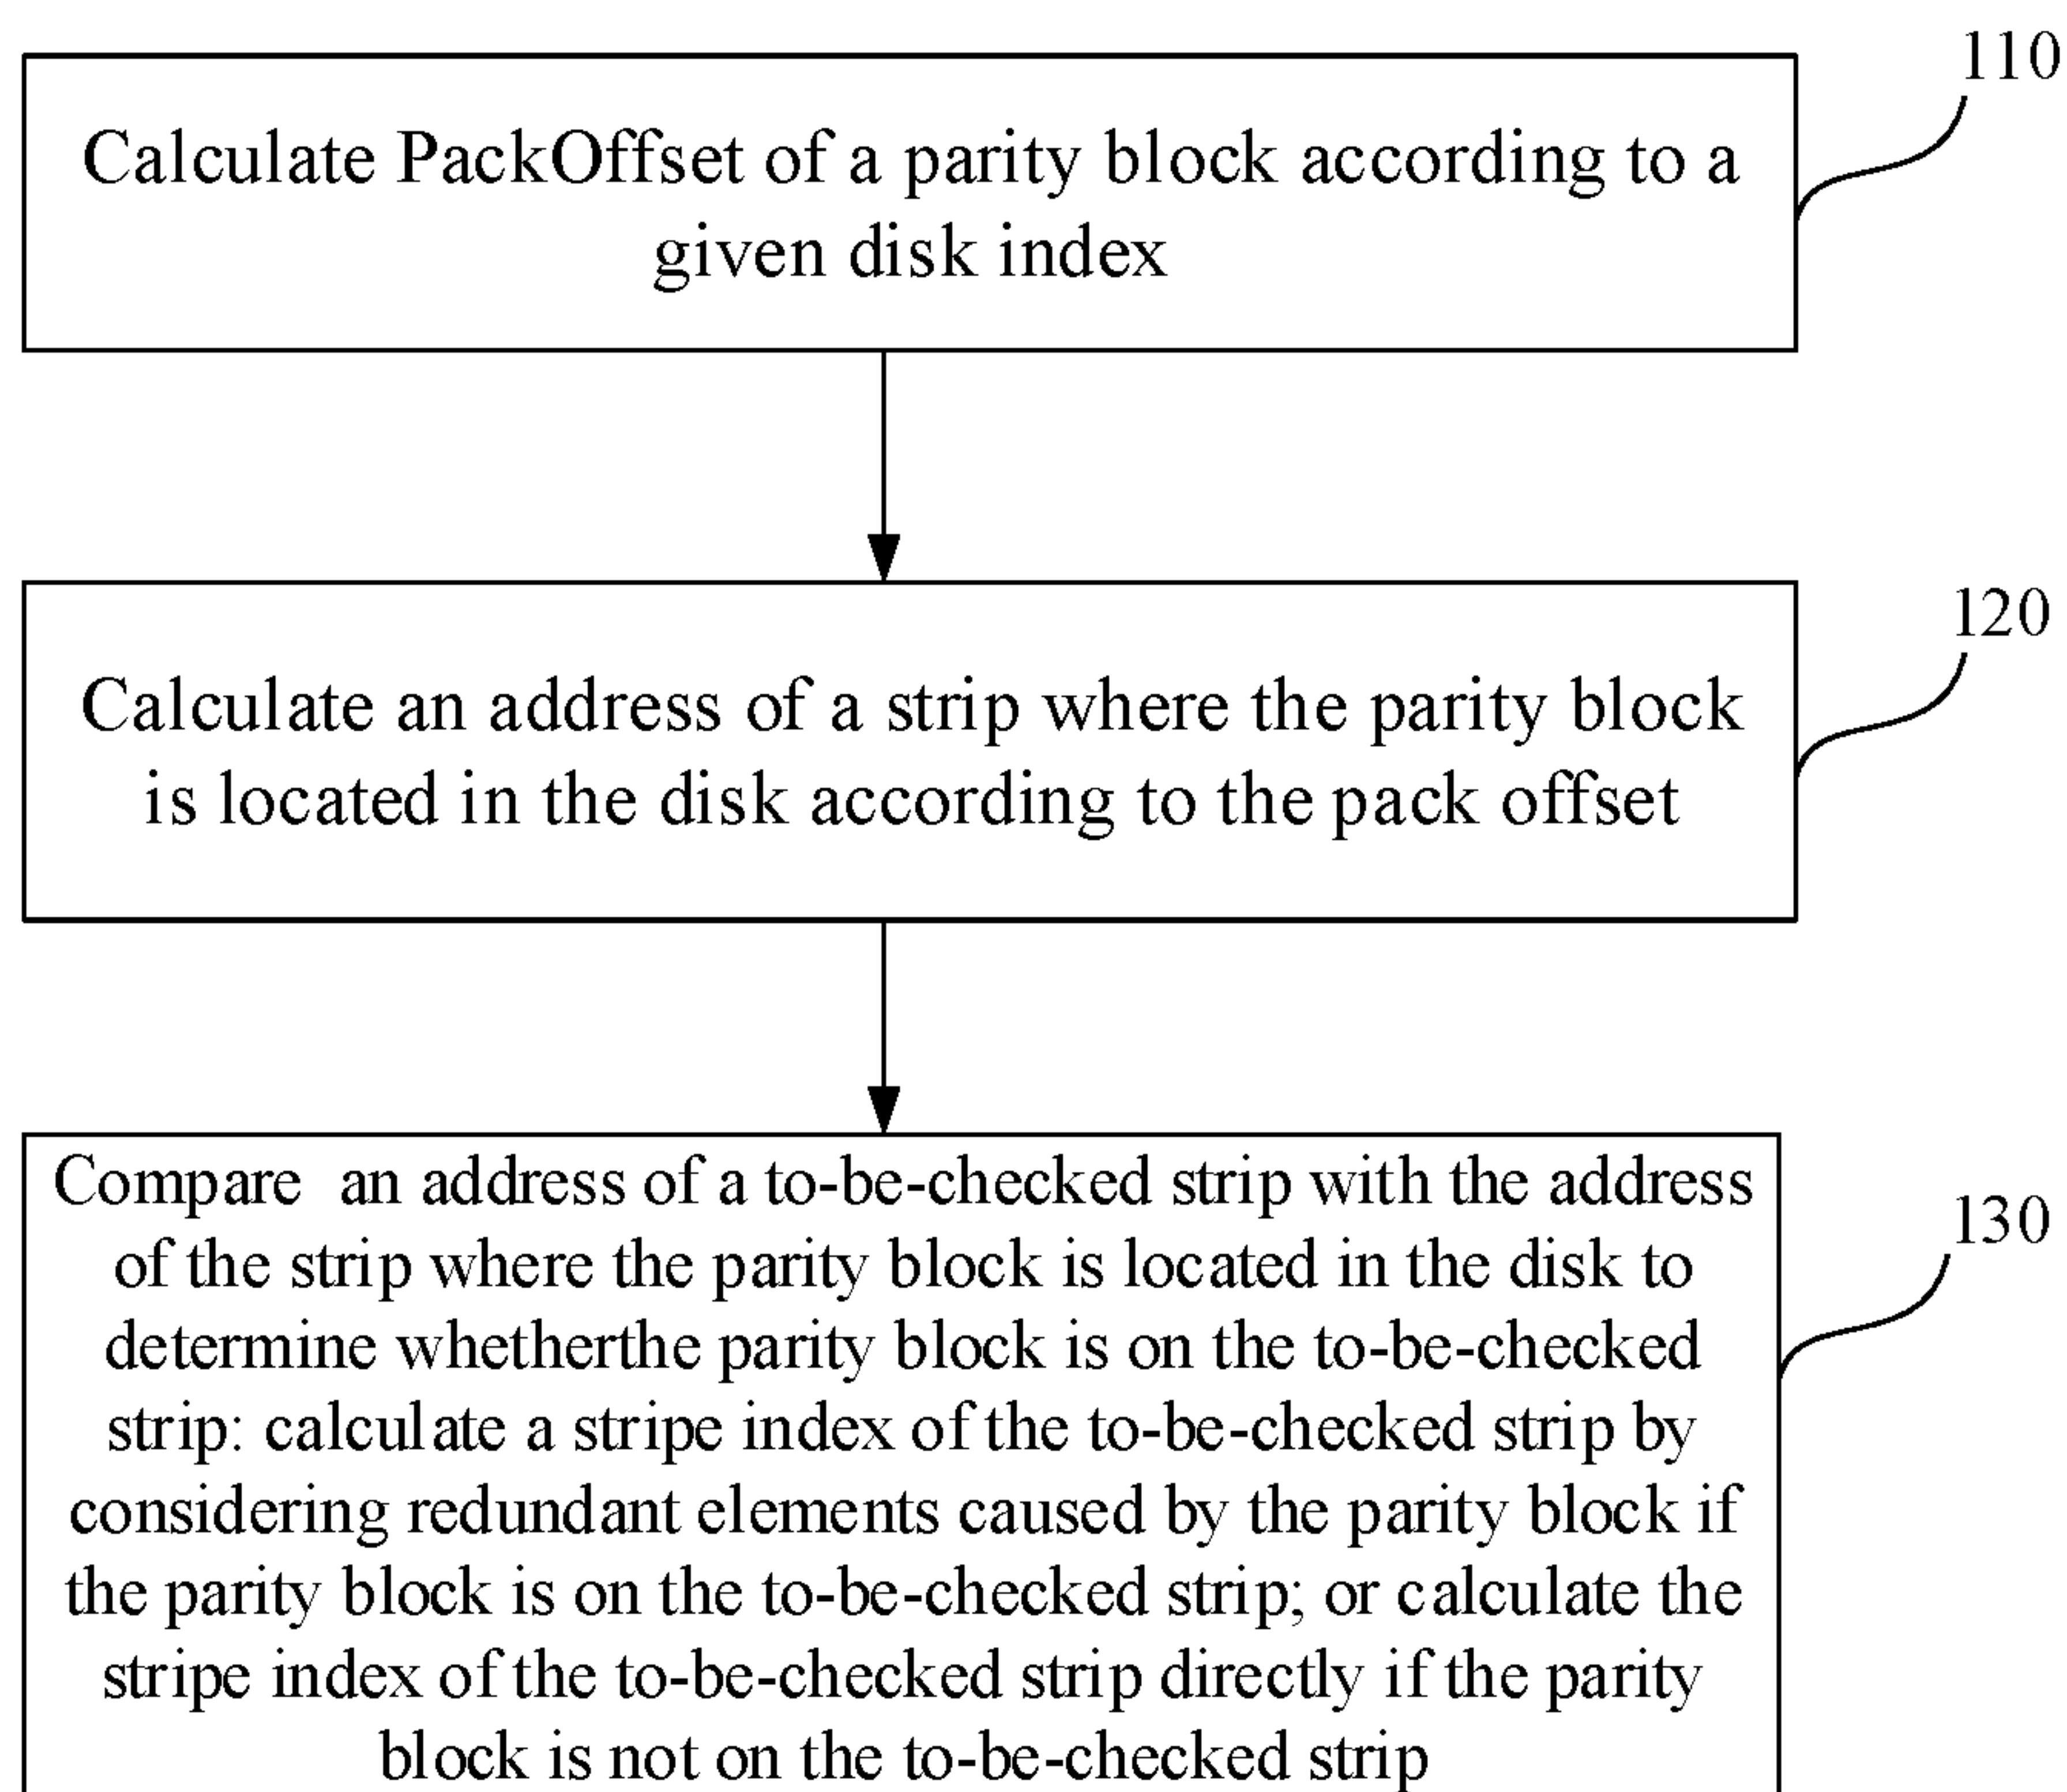 110
Calculate PackOffset of a parity block according to a
given disk index
120
Calculate an address of a strip where the parity block
is located in the disk according to the pack offset
130
Compare an address of a to-be-checked strip with the address
of the strip where the parity block is located in the disk to
determine whetherthe parity block is on the to-be-checked
strip: calculate a stripe index of the to-be-checked strip by
considering redundant elements caused by the parity block if
the parity block is on the to-be-checked strip; or calculate the
stripe index of the to-be-checked strip directly if the parity
block is not on the to-be-checked strip